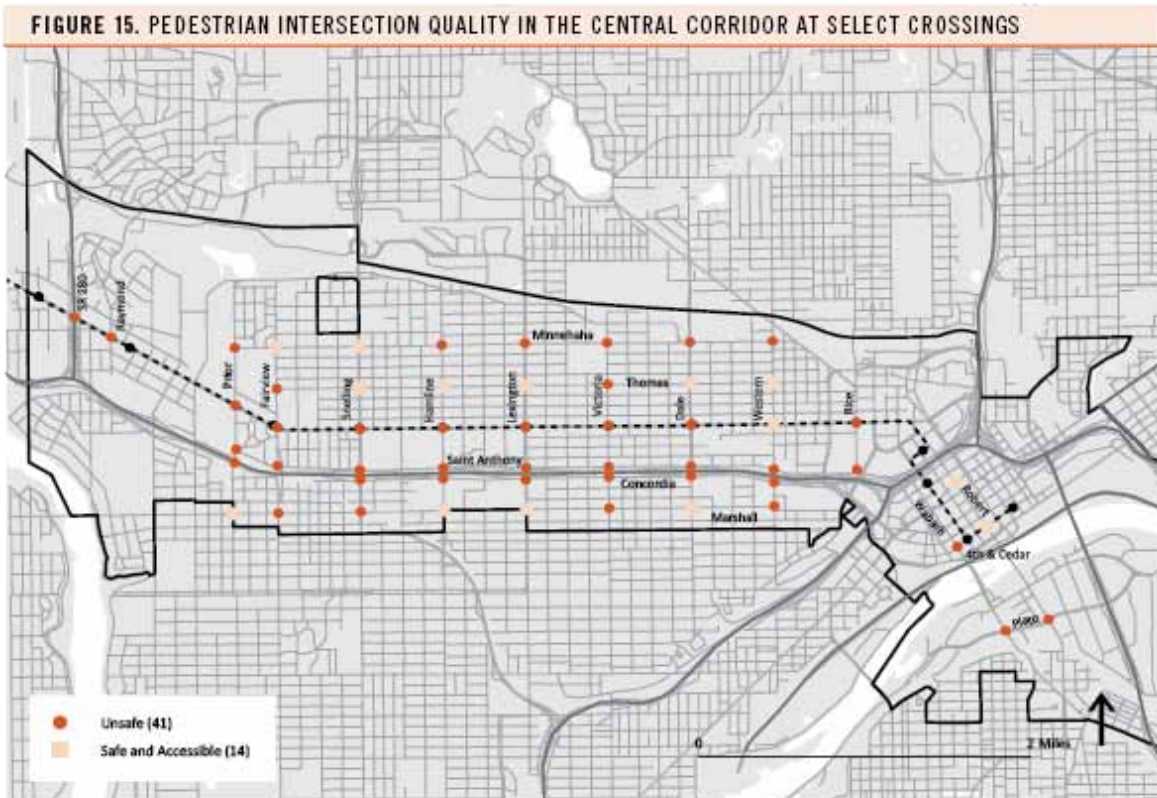 FIGURE 15. PEDESTRIAN INTERSECTION QUALITY IN THE CENTRAL CORRIDOR AT SELECT CROSSINGS
SR 280
Raymond
Minnehaha
Prior
Fairview
Snelling
Hamline
Lexington
Victoria
Thomas
Dale
Western
Rice
Saint Anthony
Concordia
Marshall
Robert
Wabash
4th & Cedar
Plato
Unsafe (41)
Safe and Accessible (14)
0
2 Miles